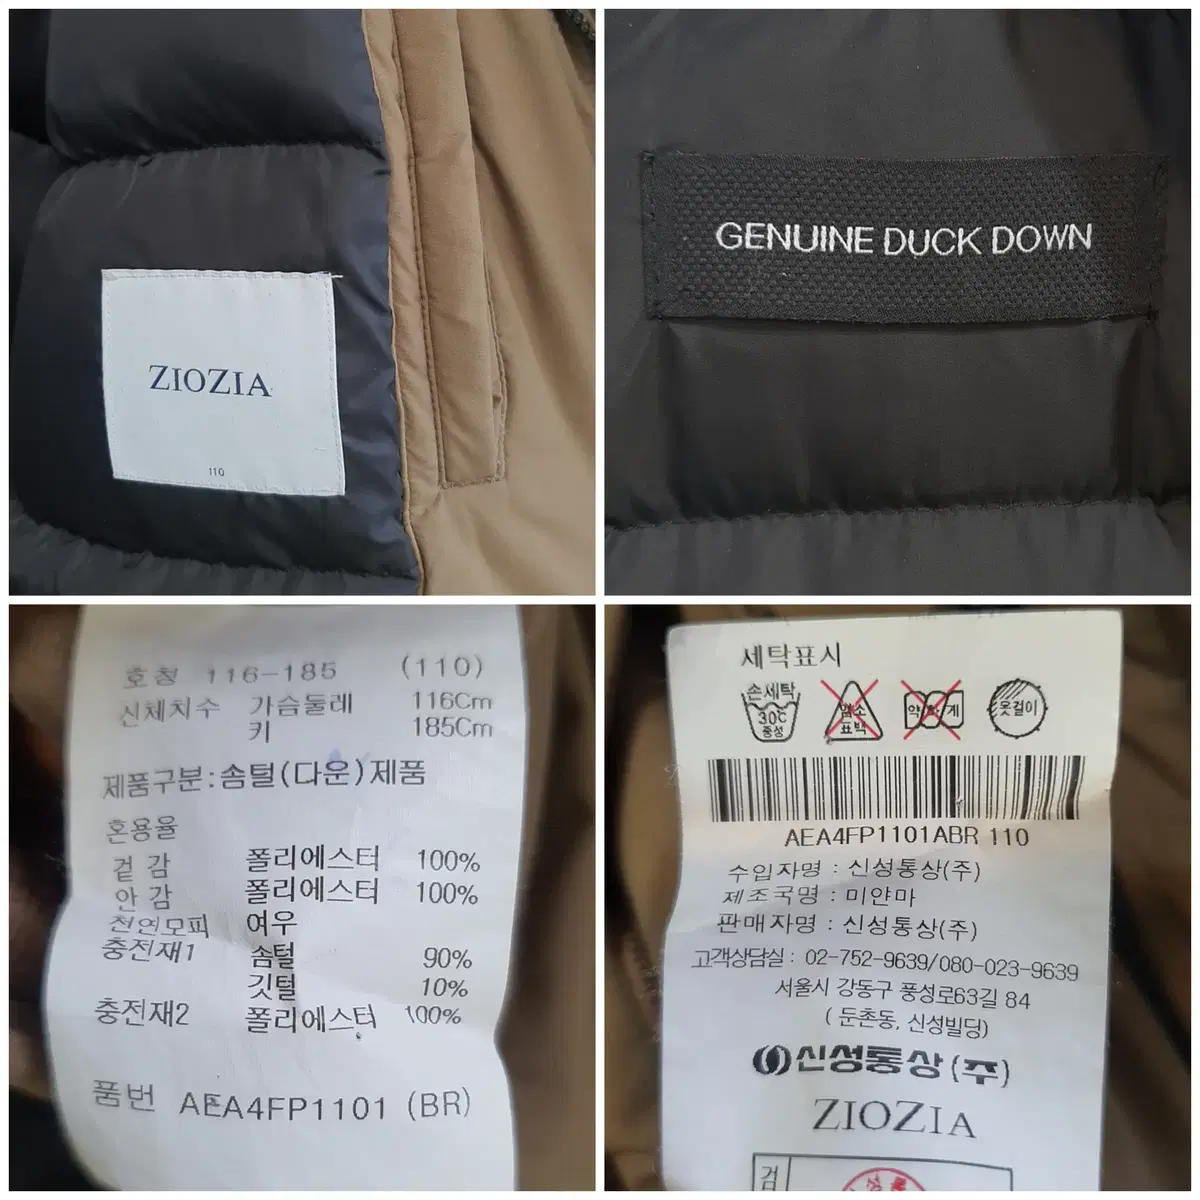 ZIOZIA
110
GENUINE DUCK DOWN
호칭 116-185 (110)
신체치수 가슴둘레 116Cm
키 185Cm
제품구분:솜털(다운)제품
혼용율
겉 감 폴리에스터 100%
안 감 폴리에스터 100%
천연모피 여우
충전재1 솜털 90%
깃털 10%
충전재2 폴리에스터 100%
품번 AEA4FP1101 (BR)
세탁표시
손세탁
30℃
중성
염소
표백
약하게
옷걸이
AEA4FP1101ABR 110
수입자명 : 신성통상(주)
제조국명 : 미얀마
판매자명 : 신성통상(주)
고객상담실 : 02-752-9639/080-023-9639
서울시 강동구 풍성로63길 84
( 둔촌동, 신성빌딩)
신성통상(주)
ZIOZIA
검